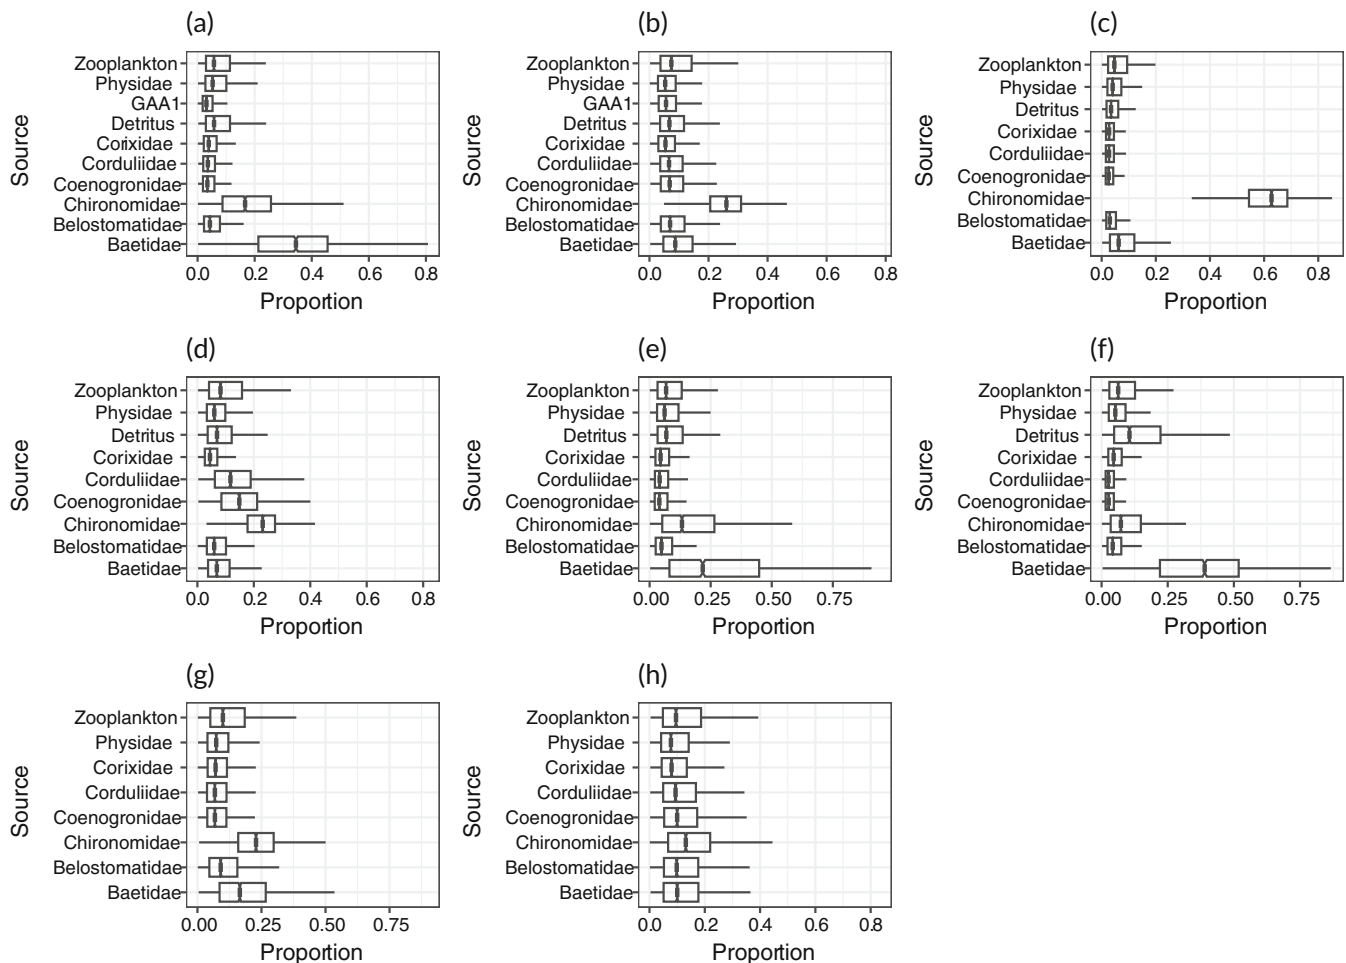 (a)
Source
Zooplankton
Physidae
GAA1
Detritus
Corixidae
Corduliidae
Coenogronidae
Chironomidae
Belostomatidae
Baetidae
0.0 0.2 0.4 0.6 0.8
Proportion
(b)
Source
Zooplankton
Physidae
GAA1
Detritus
Corixidae
Corduliidae
Coenogronidae
Chironomidae
Belostomatidae
Baetidae
0.0 0.2 0.4 0.6 0.8
Proportion
(c)
Source
Zooplankton
Physidae
Detritus
Corixidae
Corduliidae
Coenogronidae
Chironomidae
Belostomatidae
Baetidae
0.0 0.2 0.4 0.6 0.8
Proportion
(d)
Source
Zooplankton
Physidae
Detritus
Corixidae
Corduliidae
Coenogronidae
Chironomidae
Belostomatidae
Baetidae
0.0 0.2 0.4 0.6 0.8
Proportion
(e)
Source
Zooplankton
Physidae
Detritus
Corixidae
Corduliidae
Coenogronidae
Chironomidae
Belostomatidae
Baetidae
0.00 0.25 0.50 0.75
Proportion
(f)
Source
Zooplankton
Physidae
Detritus
Corixidae
Corduliidae
Coenogronidae
Chironomidae
Belostomatidae
Baetidae
0.00 0.25 0.50 0.75
Proportion
(g)
Source
Zooplankton
Physidae
Corixidae
Corduliidae
Coenogronidae
Chironomidae
Belostomatidae
Baetidae
0.00 0.25 0.50 0.75
Proportion
(h)
Source
Zooplankton
Physidae
Corixidae
Corduliidae
Coenogronidae
Chironomidae
Belostomatidae
Baetidae
0.0 0.2 0.4 0.6 0.8
Proportion